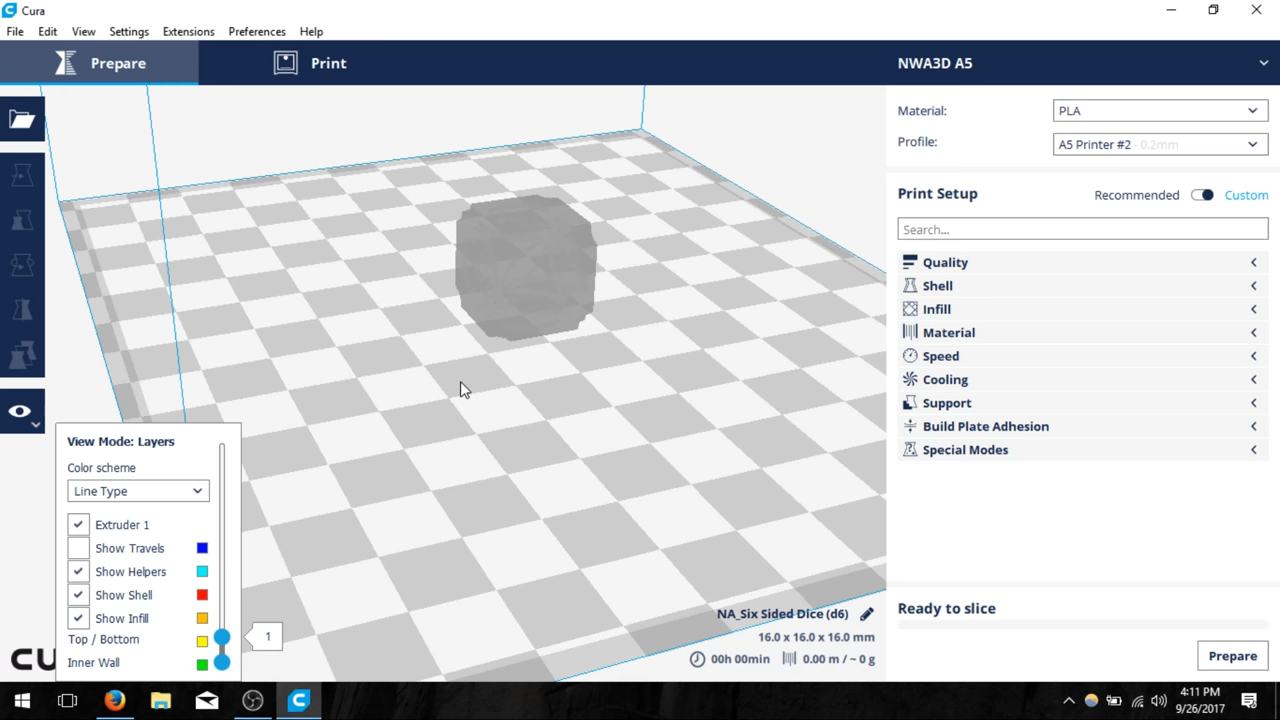 Cura
File Edit View Settings Extensions Preferences Help
Prepare
Print
NWA3D A5
Material:
PLA
Profile:
A5 Printer #2 - 0.2mm
Print Setup
Recommended
Custom
Search...
Quality
Shell
Infill
Material
Speed
Cooling
Support
Build Plate Adhesion
Special Modes
View Mode: Layers
Color scheme
Line Type
Extruder 1
Show Travels
Show Helpers
Show Shell
Show Infill
Top / Bottom
Inner Wall
1
CU
NA_Six Sided Dice (d6)
16.0 x 16.0 x 16.0 mm
00h 00min
0.00 m / ~ 0 g
Ready to slice
Prepare
4:11 PM
9/26/2017